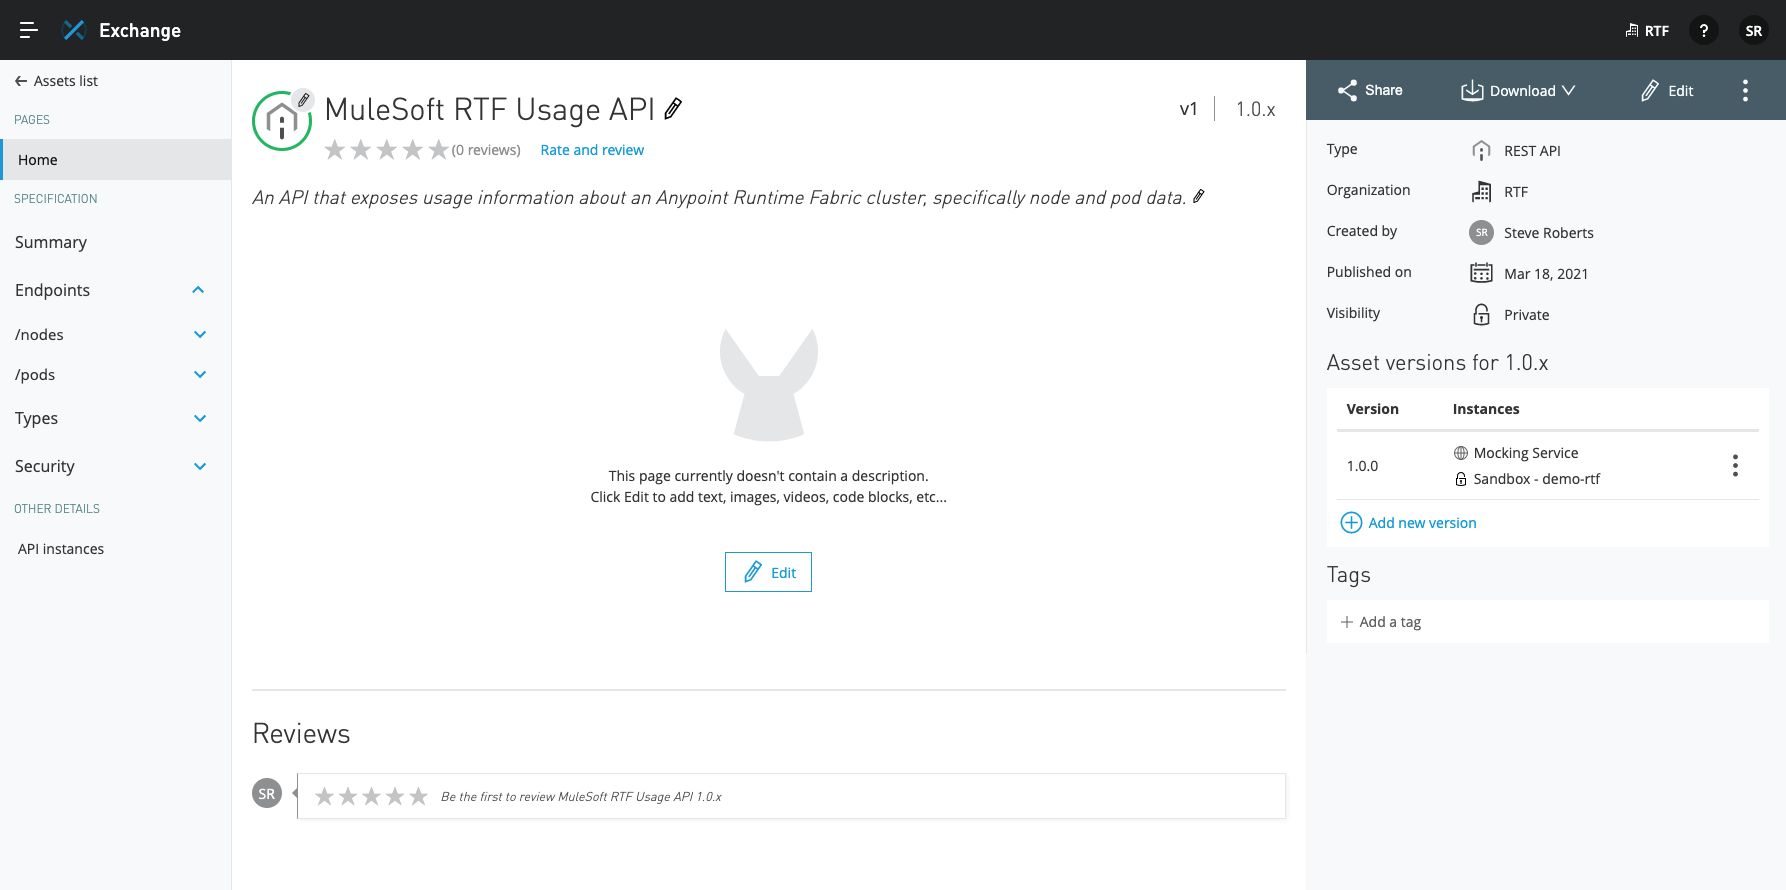 Exchange
RTF
?
SR
Assets list
PAGES
Home
SPECIFICATION
Summary
Endpoints
/nodes
/pods
Types
Security
OTHER DETAILS
API instances
MuleSoft RTF Usage API
v1
1.0.x
(0 reviews)
Rate and review
An API that exposes usage information about an Anypoint Runtime Fabric cluster, specifically node and pod data.
This page currently doesn't contain a description.
Click Edit to add text, images, videos, code blocks, etc...
Edit
Reviews
SR
Be the first to review MuleSoft RTF Usage API 1.0.x
Share
Download
Edit
Type
REST API
Organization
RTF
Created by
SR
Steve Roberts
Published on
Mar 18, 2021
Visibility
Private
Asset versions for 1.0.x
Version
Instances
1.0.0
Mocking Service
Sandbox - demo-rtf
Add new version
Tags
Add a tag